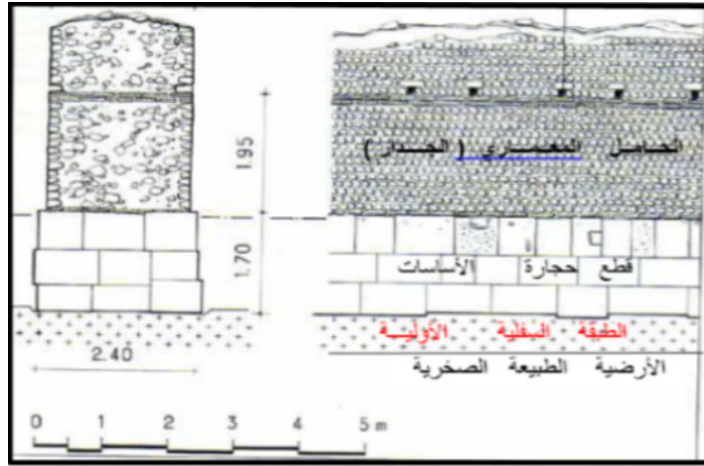 الحامل المعماري ( الجدار )
1.95
1.70
قطع حجارة الأساسات
الطبقة السفلية الأولية
2.40
الأرضية الطبيعة الصخرية
0 1 2 3 4 5 m